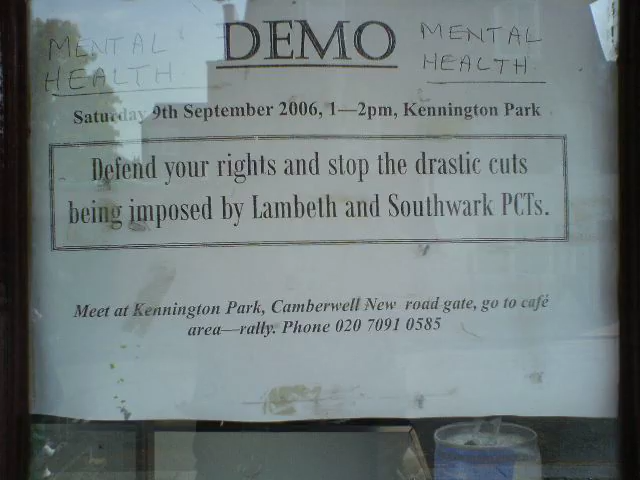 MENTAL DEMO MENTAL
HEALTH HEALTH
Saturday 9th September 2006, 1—2pm, Kennington Park
Defend your rights and stop the drastic cuts
being imposed by Lambeth and Southwark PCTs.
Meet at Kennington Park, Camberwell New road gate, go to café
area—rally. Phone 020 7091 0585